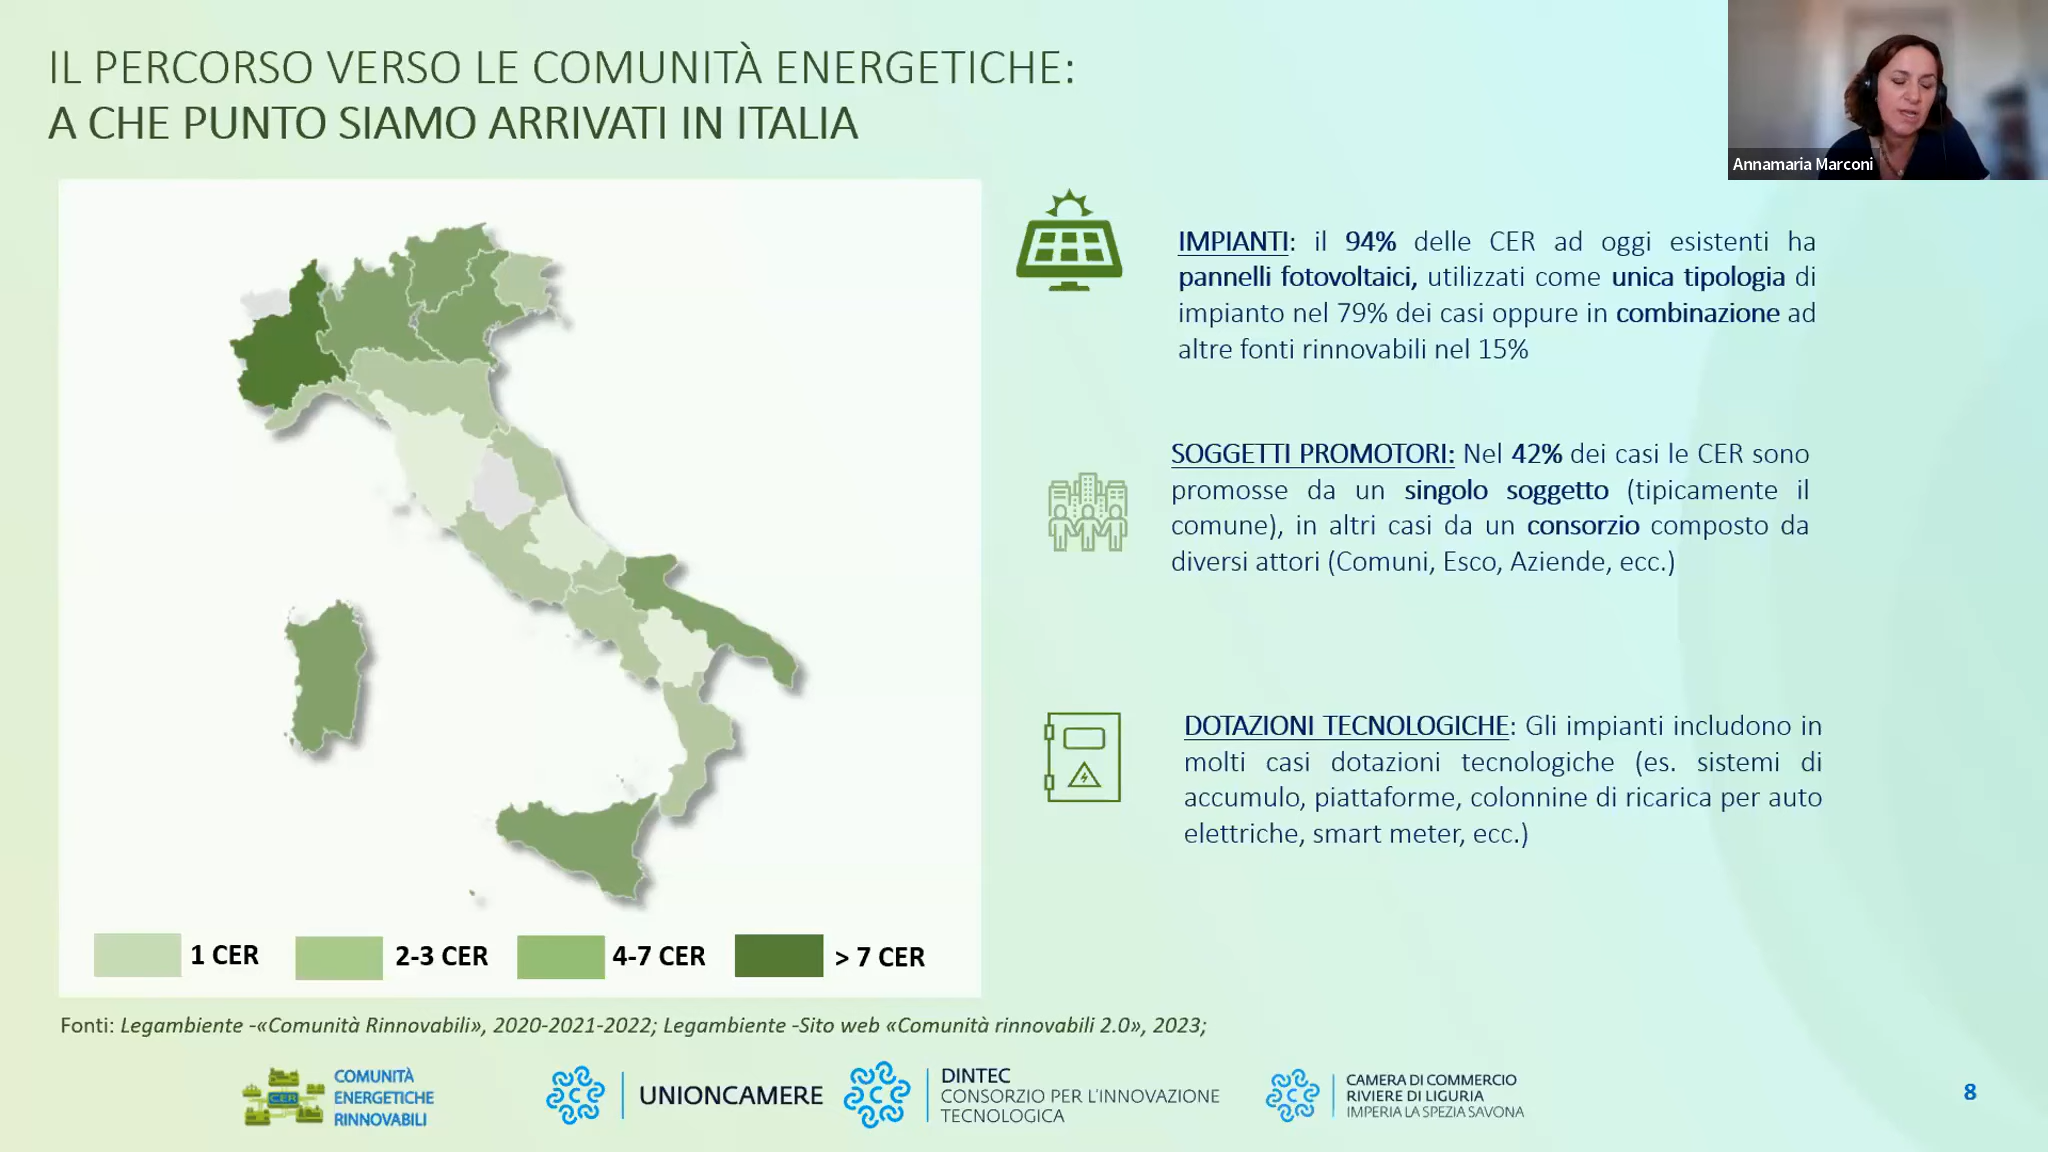 IL PERCORSO VERSO LE COMUNITÀ ENERGETICHE:
A CHE PUNTO SIAMO ARRIVATI IN ITALIA
Annamaria Marconi
IMPIANTI: il 94% delle CER ad oggi esistenti ha
pannelli fotovoltaici, utilizzati come unica tipologia di
impianto nel 79% dei casi oppure in combinazione ad
altre fonti rinnovabili nel 15%
SOGGETTI PROMOTORI: Nel 42% dei casi le CER sono
promosse da un singolo soggetto (tipicamente il
comune), in altri casi da un consorzio composto da
diversi attori (Comuni, Esco, Aziende, ecc.)
DOTAZIONI TECNOLOGICHE: Gli impianti includono in
molti casi dotazioni tecnologiche (es. sistemi di
accumulo, piattaforme, colonnine di ricarica per auto
elettriche, smart meter, ecc.)
1 CER
2-3 CER
4-7 CER
> 7 CER
Fonti: Legambiente -«Comunità Rinnovabili», 2020-2021-2022; Legambiente -Sito web «Comunità rinnovabili 2.0», 2023;
CER
COMUNITÀ
ENERGETICHE
RINNOVABILI
UNIONCAMERE
DINTEC
CONSORZIO PER L'INNOVAZIONE
TECNOLOGICA
CAMERA DI COMMERCIO
RIVIERE DI LIGURIA
IMPERIA LA SPEZIA SAVONA
8